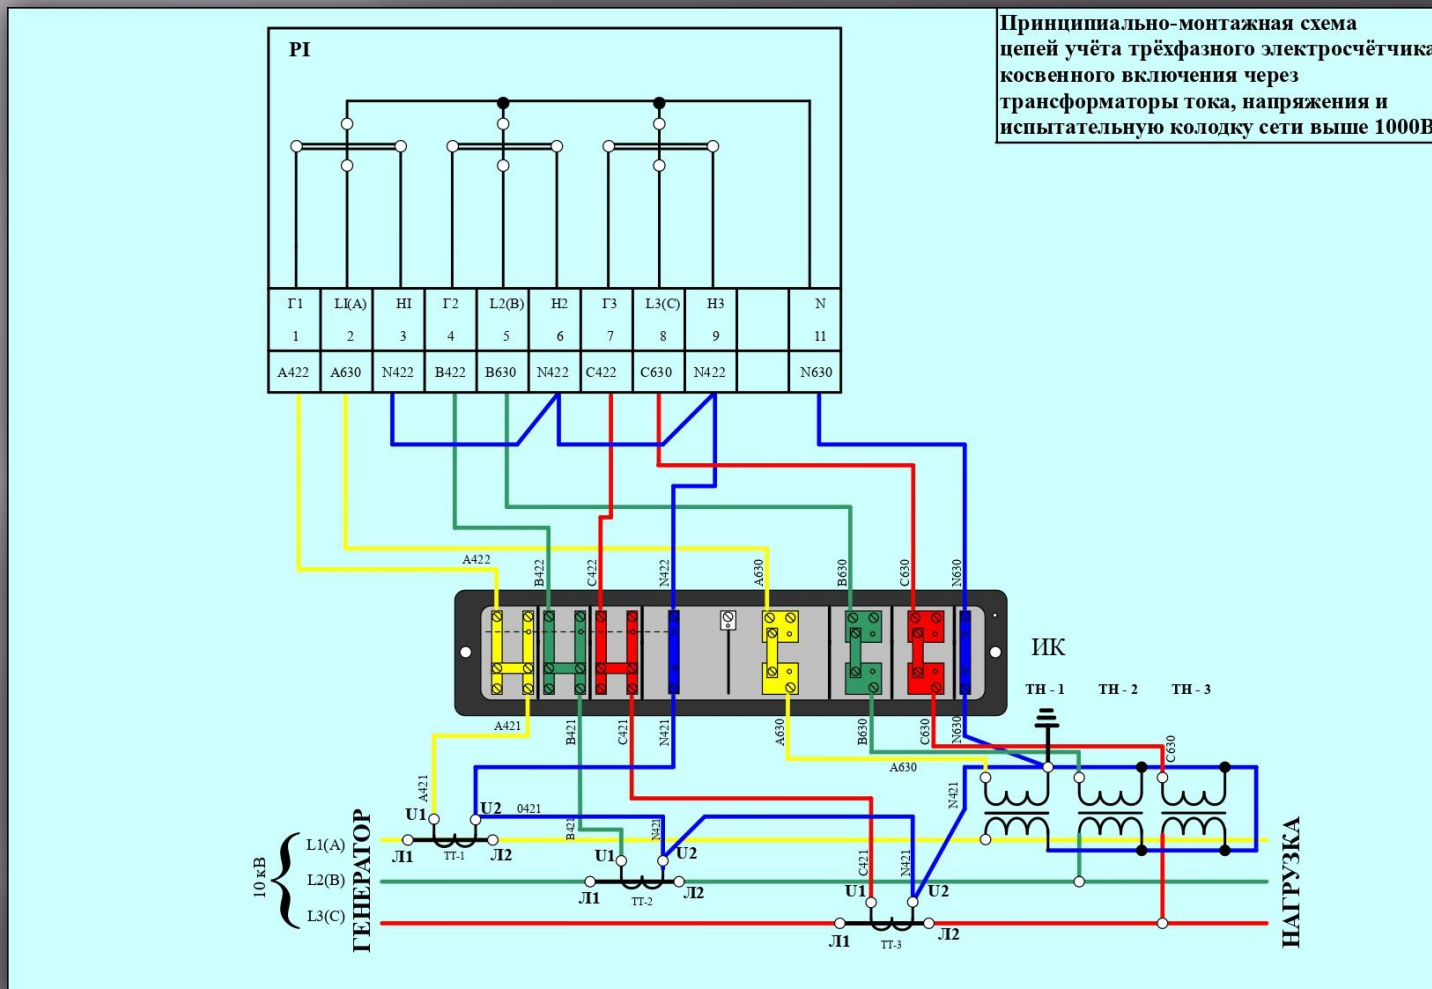 Принципиально-монтажная схема
цепей учёта трёхфазного электросчётчика
косвенного включения через
трансформаторы тока, напряжения и
испытательную колодку сети выше 1000В
PI
Г1 L1(A) HI Г2 L2(B) H2 Г3 L3(C) H3 N
1 2 3 4 5 6 7 8 9 11
A422 A630 N422 B422 B630 N422 C422 C630 N422 N630
A422 B422 C422 N422 A630 B630 C630 N630
ИК
A421 B421 C421 N421 A630 B630 C630 N630
ТН - 1 ТН - 2 ТН - 3
C630
A630
A421 N421
U1 U2 0421
B421 N421
10 кВ
ГЕНЕРАТОР
L1(A)
Л1 ТТ-1 Л2
U1 U2
C421 N421
L2(B)
Л1 ТТ-2 Л2
U1 U2
L3(C)
Л1 ТТ-3 Л2
НАГРУЗКА